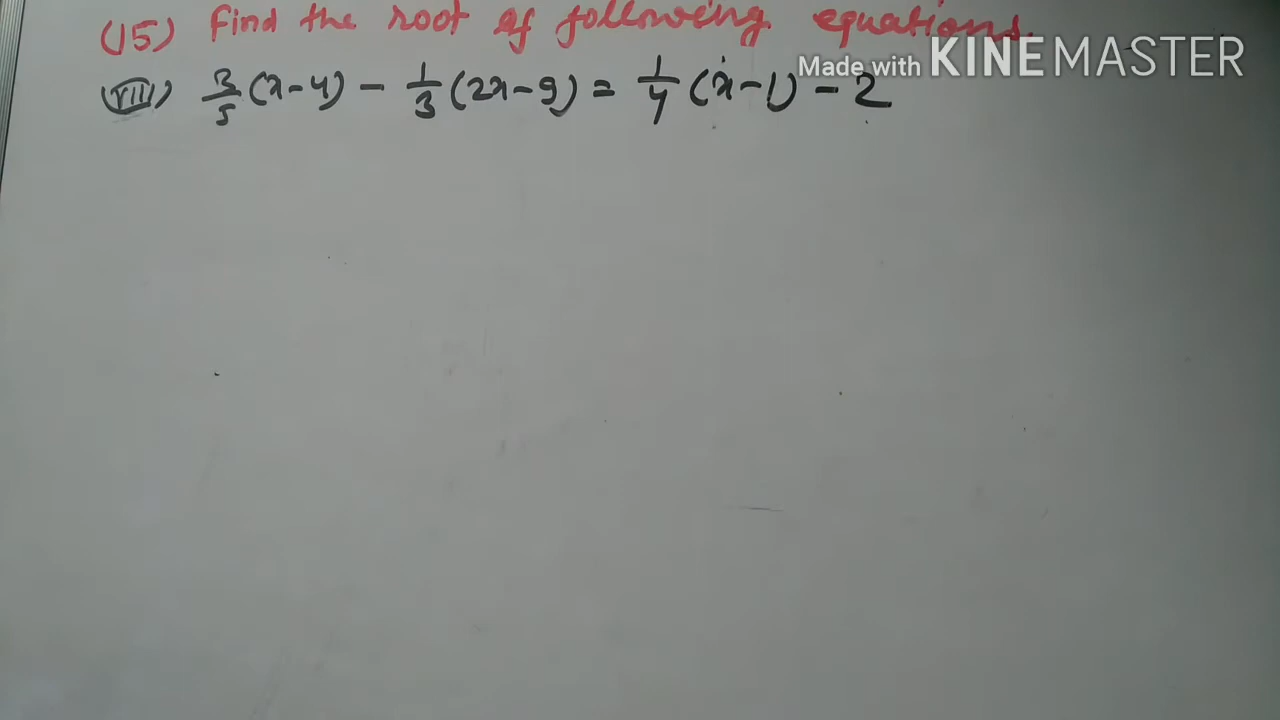 (15) Find the root of following equations.
Made with KINEMASTER
(VIII) 3/5 (x-4) - 1/3 (2x-9) = 1/4 (x-1) - 2